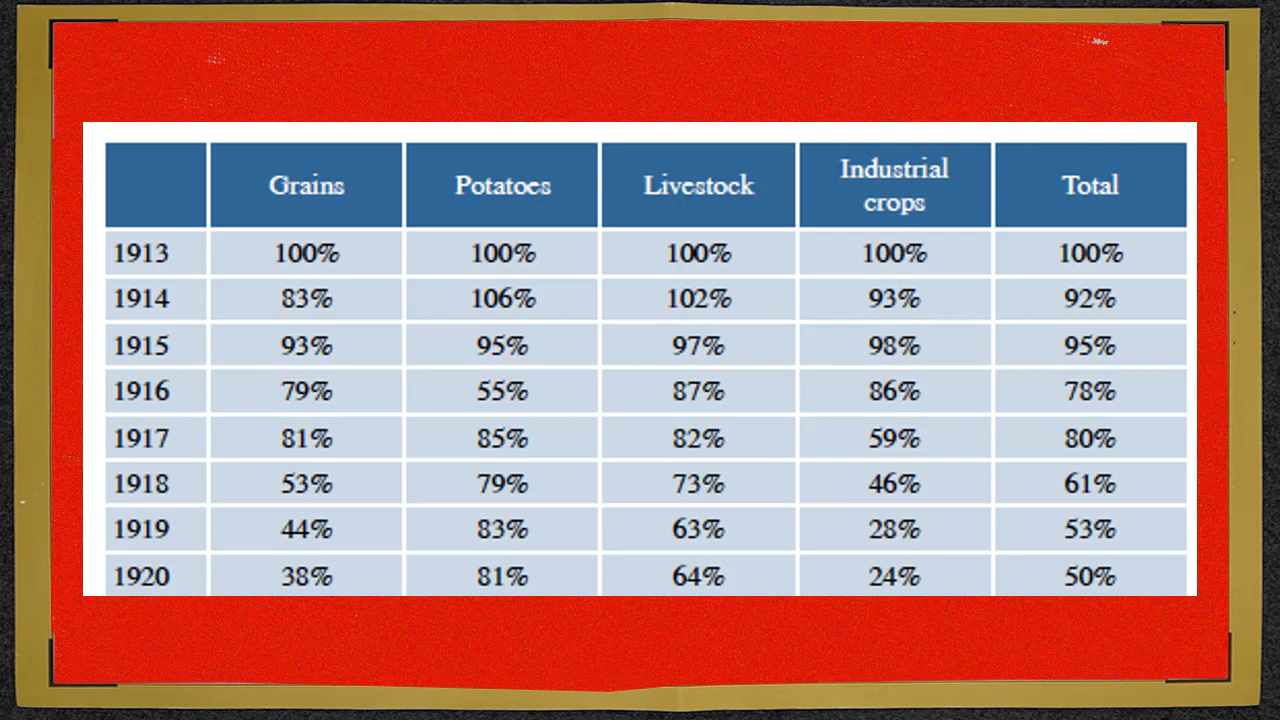 Grains Potatoes Livestock Industrial crops Total
1913 100% 100% 100% 100% 100%
1914 83% 106% 102% 93% 92%
1915 93% 95% 97% 98% 95%
1916 79% 55% 87% 86% 78%
1917 81% 85% 82% 59% 80%
1918 53% 79% 73% 46% 61%
1919 44% 83% 63% 28% 53%
1920 38% 81% 64% 24% 50%